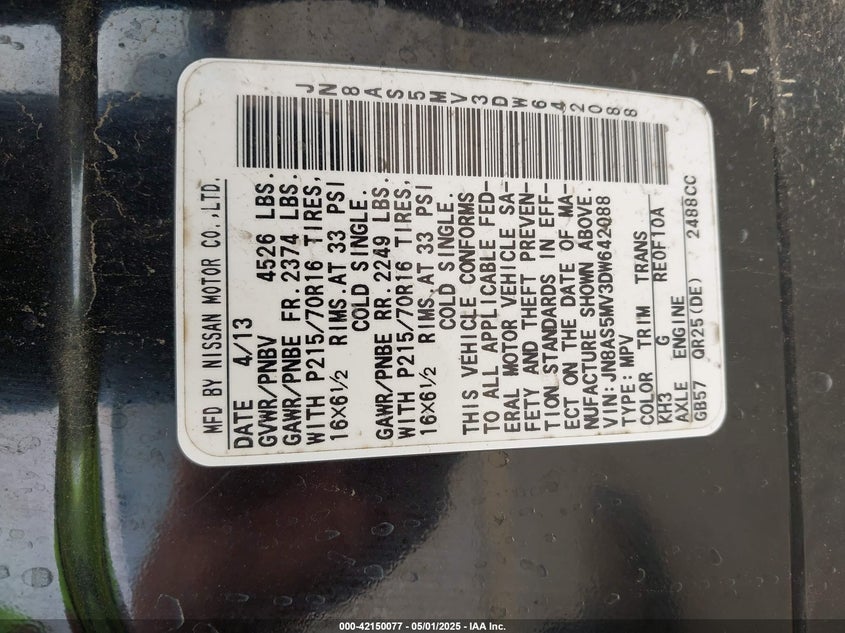 JN8AS5MV3DW642088
MFD BY NISSAN MOTOR CO.,LTD.
DATE 4/13
GVWR/PNBV 4526 LBS.
GAWR/PNBE FR.2374 LBS.
WITH P215/70R16 TIRES,
16X6½ RIMS.AT 33 PSI
COLD SINGLE.
GAWR/PNBE RR.2249 LBS.
WITH P215/70R16 TIRES,
16X6½ RIMS.AT 33 PSI
COLD SINGLE.
THIS VEHICLE CONFORMS
TO ALL APPLICABLE FED-
ERAL MOTOR VEHICLE SA-
FETY AND THEFT PREVEN-
TION STANDARDS IN EFF-
ECT ON THE DATE OF MA-
NUFACTURE SHOWN ABOVE.
VIN:JN8AS5MV3DW642088
TYPE:MPV
COLOR TRIM TRANS
KH3 G RE0F10A
AXLE ENGINE
GB57 QR25(DE) 2488CC
000-42150077 - 05/01/2025 - IAA Inc.